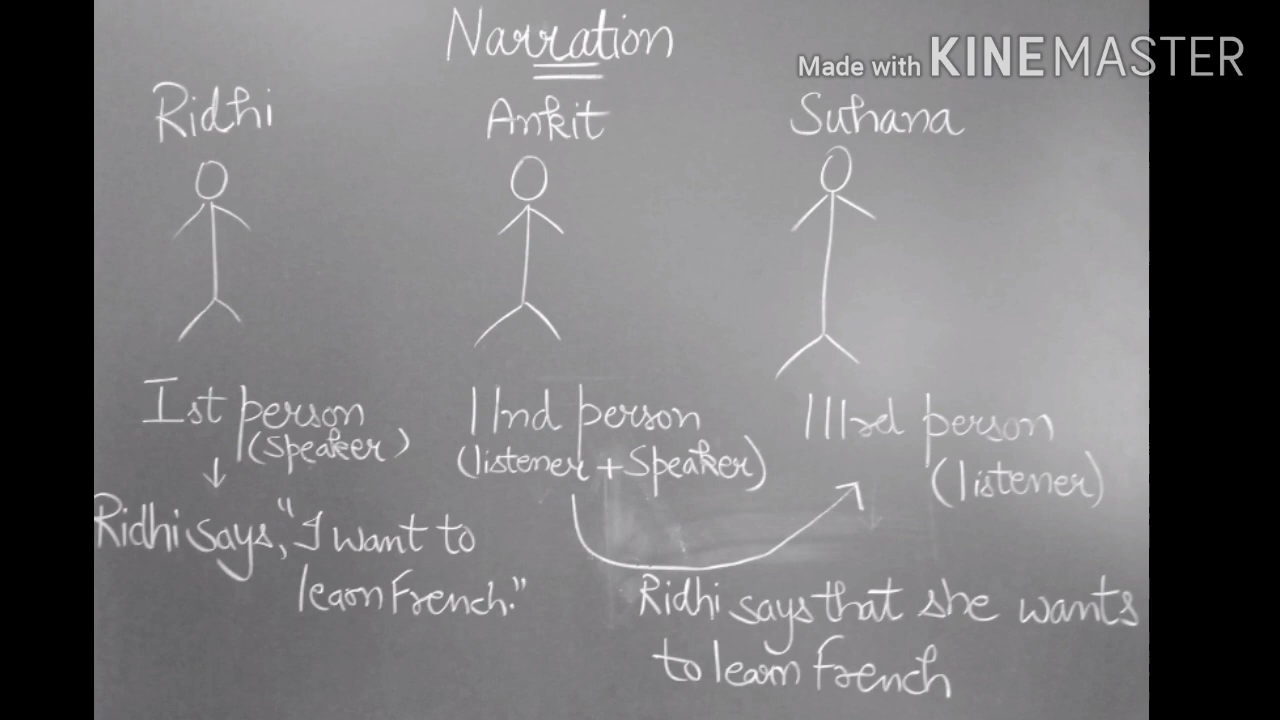 Narration
Made with KINEMASTER
Ridhi
Ankit
Suhana
Ist person
(speaker)
IInd person
(listener + Speaker)
IIIrd person
(listener)
Ridhi says, "I want to
learn French."
Ridhi says that she wants
to learn French